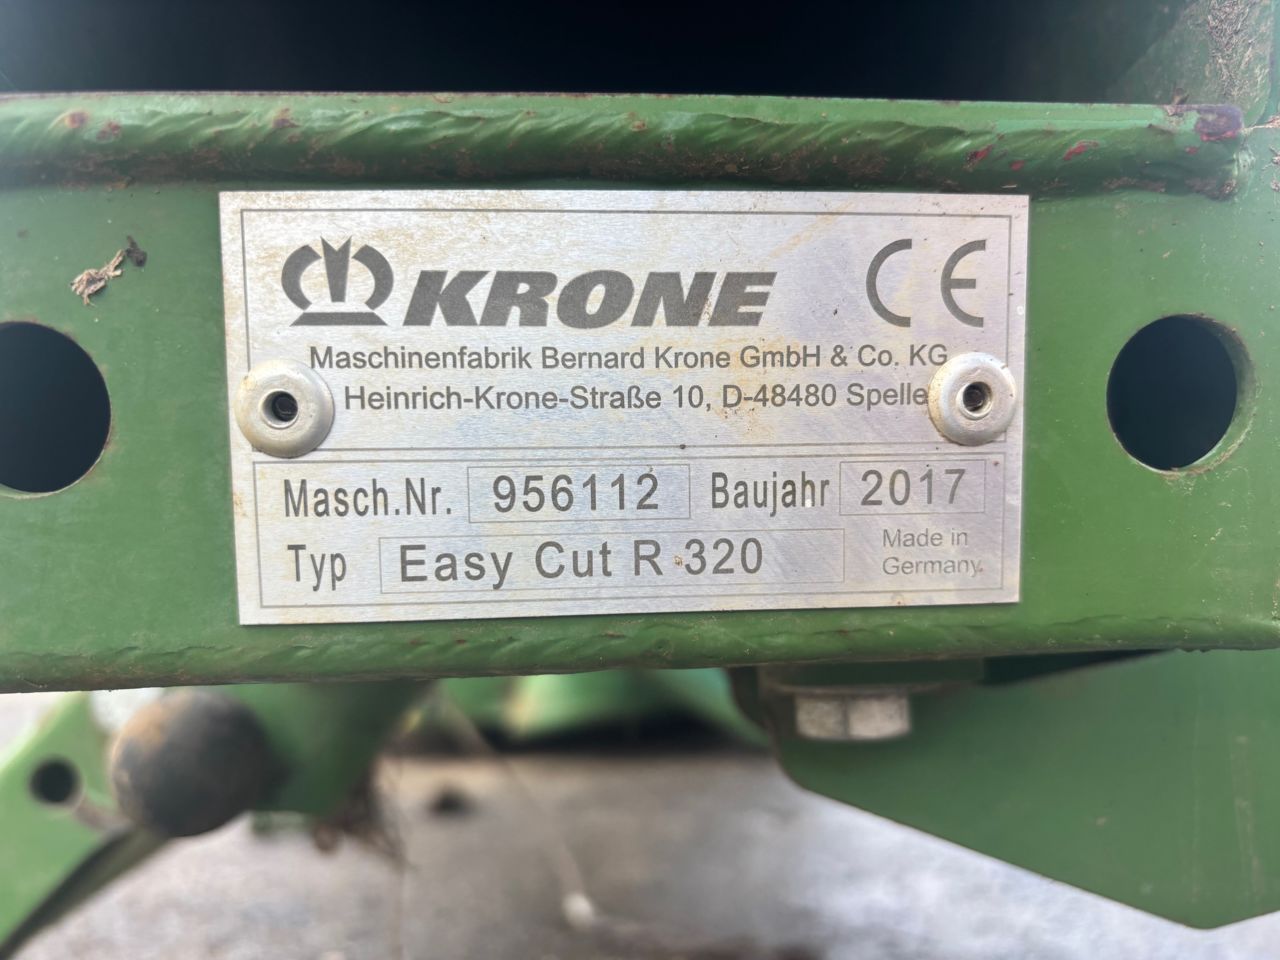 KRONE CE
Maschinenfabrik Bernard Krone GmbH & Co. KG
Heinrich-Krone-Straße 10, D-48480 Spelle
Masch.Nr. 956112 Baujahr 2017
Typ Easy Cut R 320 Made in
Germany